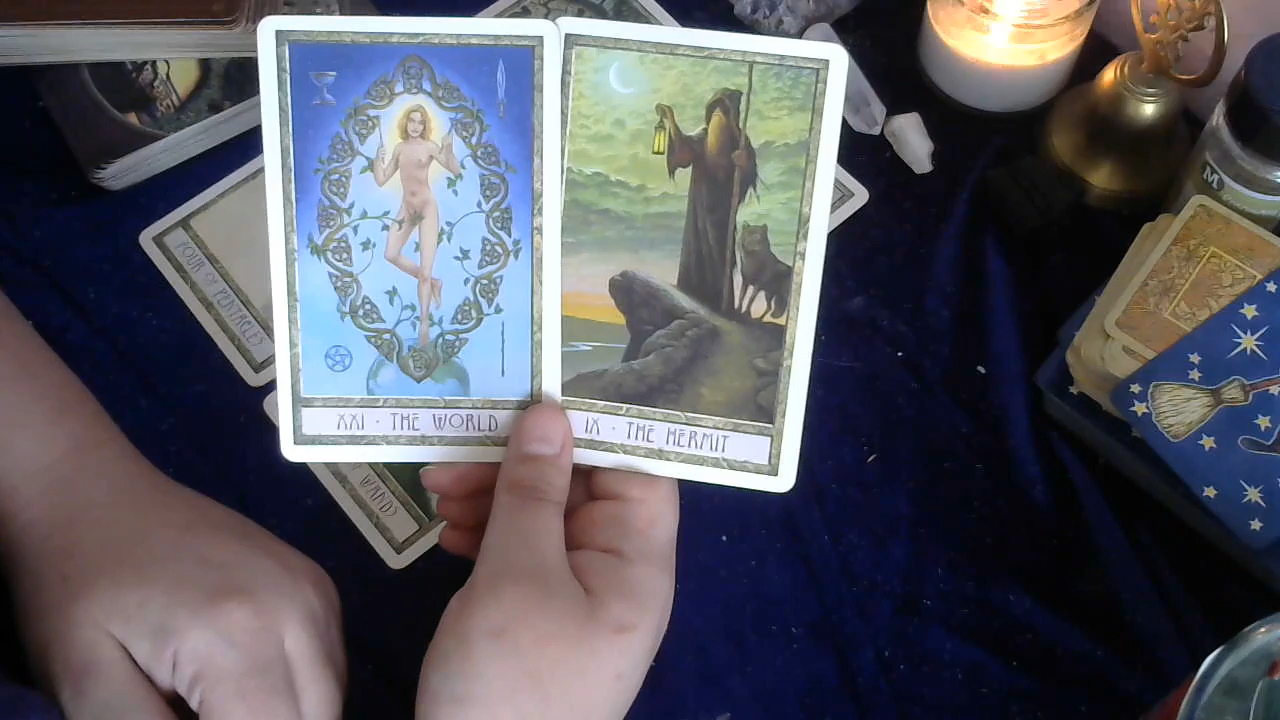 XXI · THE WORLD
IX · THE HERMIT
FOUR OF PENTACLES
WANDS
M